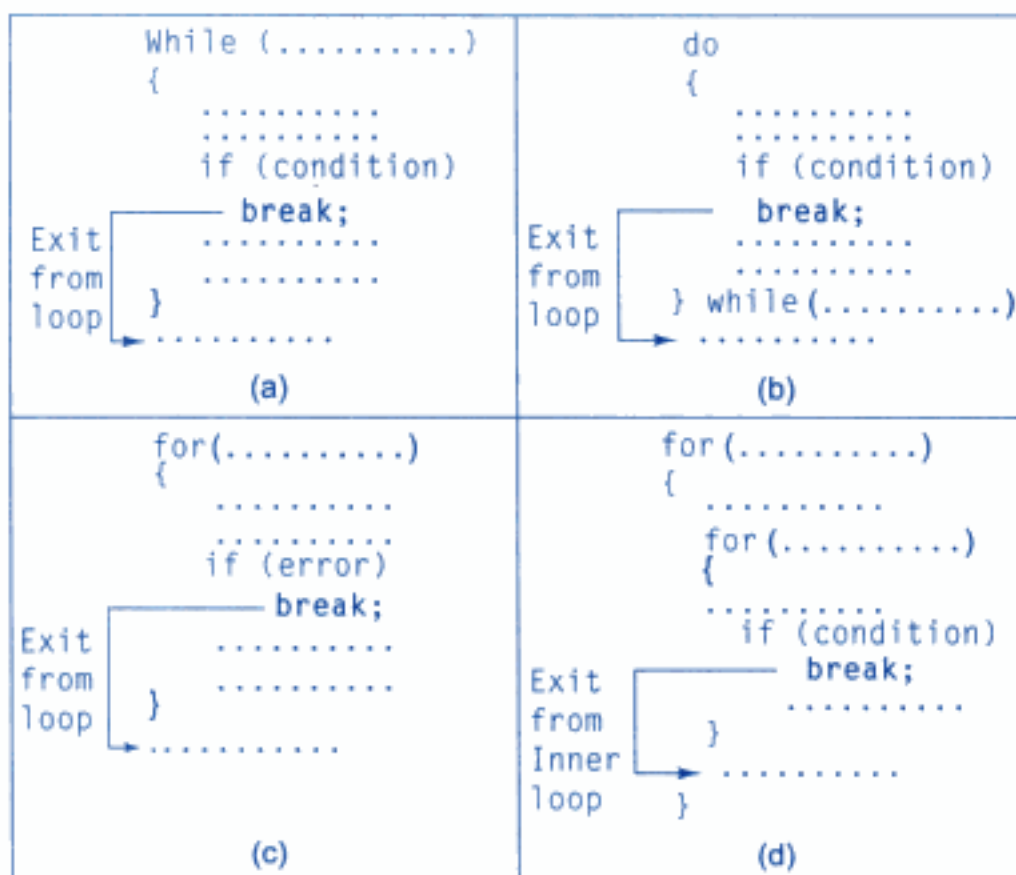 While (..........)
{
..........
..........
if (condition)
break;
Exit
from
loop
..........
..........
}
..........
(a)
do
{
..........
..........
if (condition)
break;
Exit
from
loop
..........
..........
} while (..........)
..........
(b)
for (..........)
{
..........
..........
if (error)
break;
Exit
from
loop
..........
..........
}
...........
(c)
for (..........)
{
..........
for (..........)
{
..........
if (condition)
break;
Exit
from
Inner
loop
..........
}
..........
}
(d)